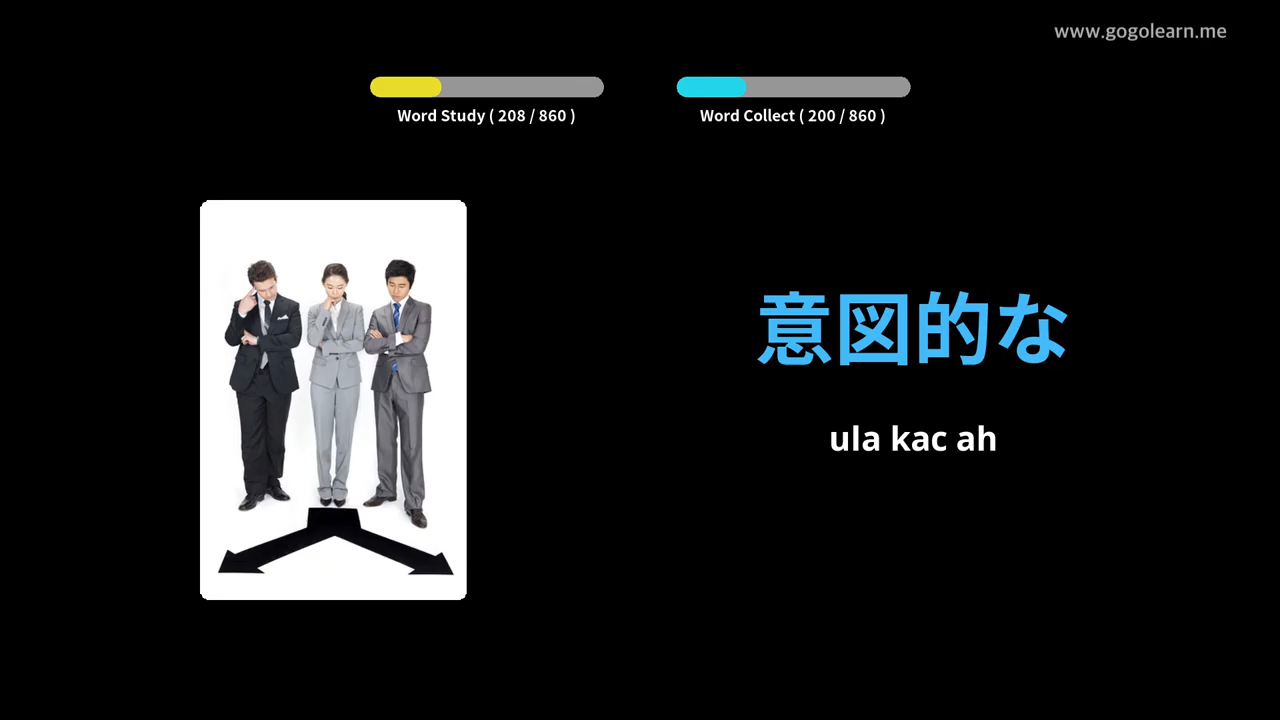 www.gogolearn.me
Word Study ( 208 / 860 )
Word Collect ( 200 / 860 )
意図的な
ula kac ah